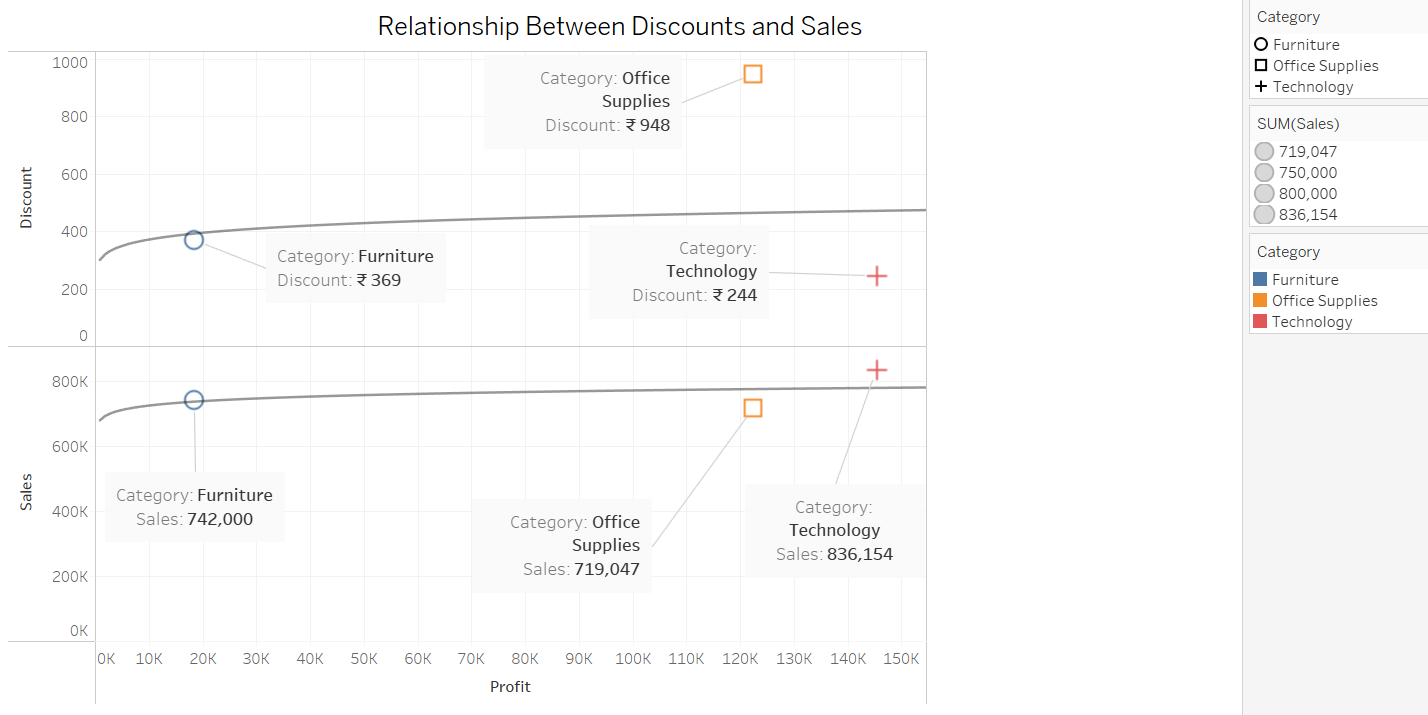 Relationship Between Discounts and Sales
1000
800
600
400
200
0
Discount
Category: Office
Supplies
Discount: ₹ 948
Category: Furniture
Discount: ₹ 369
Category:
Technology
Discount: ₹ 244
800K
600K
400K
200K
0K
Sales
Category: Furniture
Sales: 742,000
Category: Office
Supplies
Sales: 719,047
Category:
Technology
Sales: 836,154
0K 10K 20K 30K 40K 50K 60K 70K 80K 90K 100K 110K 120K 130K 140K 150K
Profit
Category
Furniture
Office Supplies
Technology
SUM(Sales)
719,047
750,000
800,000
836,154
Category
Furniture
Office Supplies
Technology